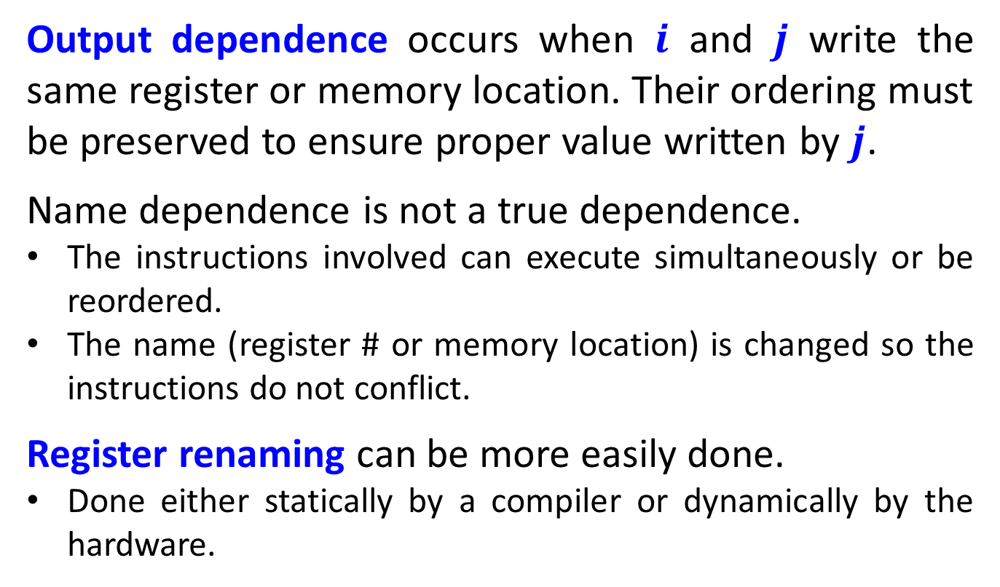 Output dependence occurs when i and j write the
same register or memory location. Their ordering must
be preserved to ensure proper value written by j.
Name dependence is not a true dependence.
• The instructions involved can execute simultaneously or be
reordered.
• The name (register # or memory location) is changed so the
instructions do not conflict.
Register renaming can be more easily done.
• Done either statically by a compiler or dynamically by the
hardware.